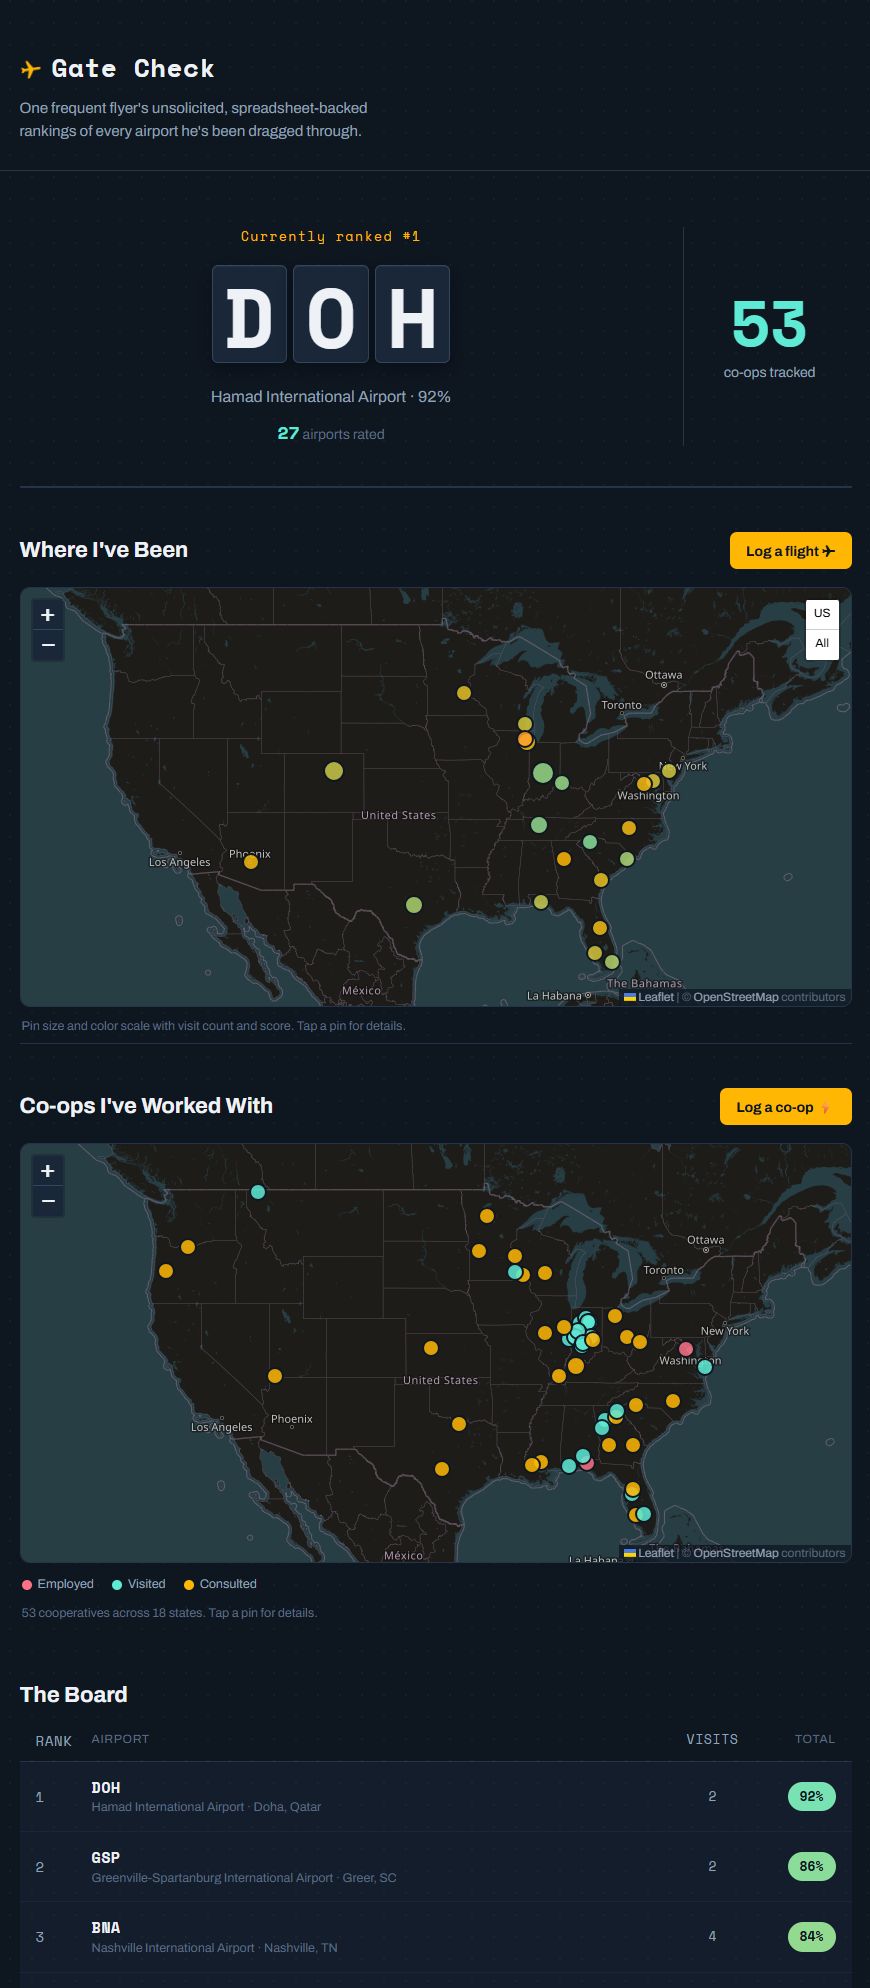 Gate Check
One frequent flyer's unsolicited, spreadsheet-backed
rankings of every airport he's been dragged through.
Currently ranked #1
DOH
Hamad International Airport · 92%
27 airports rated
53
co-ops tracked
Where I've Been
Log a flight ✈
+
−
US
All
Ottawa
Toronto
New York
Washington
United States
Los Angeles
Phoenix
México
La Habana
The Bahamas
Leaflet | © OpenStreetMap contributors
Pin size and color scale with visit count and score. Tap a pin for details.
Co-ops I've Worked With
Log a co-op
+
−
Ottawa
Toronto
New York
Washington
United States
Los Angeles
Phoenix
México
La Haban
Leaflet | © OpenStreetMap contributors
Employed
Visited
Consulted
53 cooperatives across 18 states. Tap a pin for details.
The Board
RANK AIRPORT VISITS TOTAL
1 DOH 2 92%
Hamad International Airport · Doha, Qatar
2 GSP 2 86%
Greenville-Spartanburg International Airport · Greer, SC
3 BNA 4 84%
Nashville International Airport · Nashville, TN